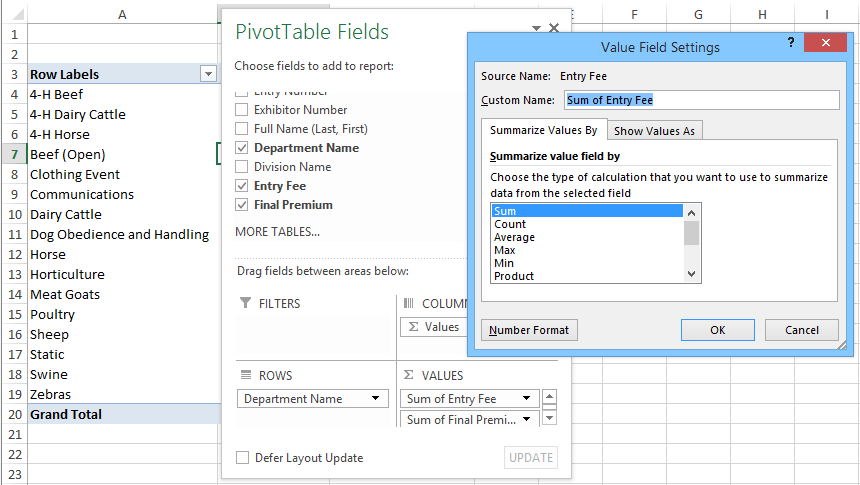 A E F G H I
1
2
3 Row Labels
4 4-H Beef
5 4-H Dairy Cattle
6 4-H Horse
7 Beef (Open)
8 Clothing Event
9 Communications
10 Dairy Cattle
11 Dog Obedience and Handling
12 Horse
13 Horticulture
14 Meat Goats
15 Poultry
16 Sheep
17 Static
18 Swine
19 Zebras
20 Grand Total
21
22
23
PivotTable Fields
Choose fields to add to report:
Entry Number
Exhibitor Number
Full Name (Last, First)
Department Name
Division Name
Entry Fee
Final Premium
MORE TABLES...
Drag fields between areas below:
FILTERS
COLUMN
Σ Values
ROWS
Department Name
Σ VALUES
Sum of Entry Fee
Sum of Final Premi...
Defer Layout Update
UPDATE
Value Field Settings
?
Source Name: Entry Fee
Custom Name: Sum of Entry Fee
Summarize Values By Show Values As
Summarize value field by
Choose the type of calculation that you want to use to summarize
data from the selected field
Sum
Count
Average
Max
Min
Product
Number Format OK Cancel